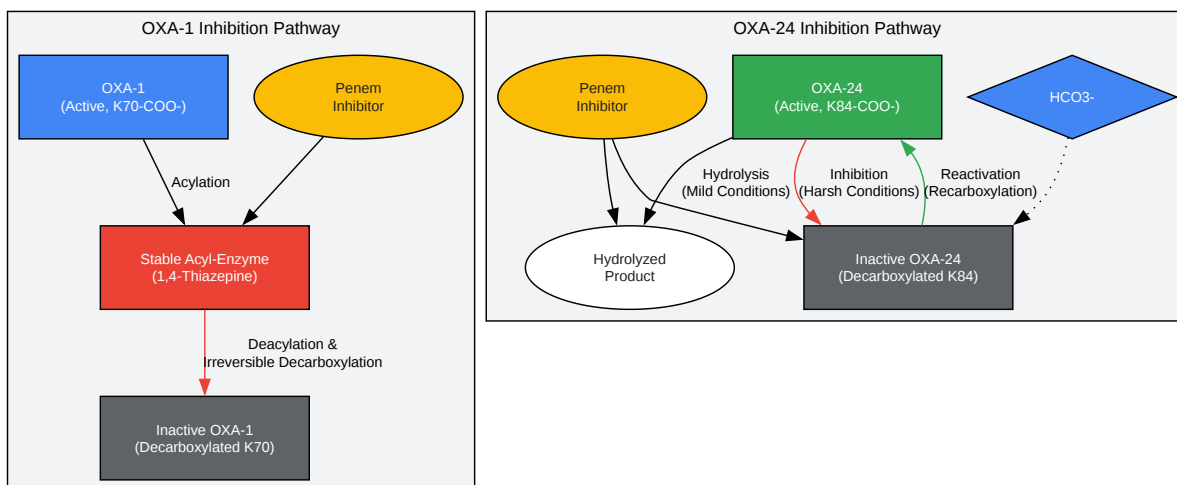 OXA-1 Inhibition Pathway
OXA-1
(Active, K70-COO-)
Penem
Inhibitor
Acylation
Stable Acyl-Enzyme
(1,4-Thiazepine)
Deacylation &
Irreversible Decarboxylation
Inactive OXA-1
(Decarboxylated K70)
OXA-24 Inhibition Pathway
Penem
Inhibitor
OXA-24
(Active, K84-COO-)
HCO3-
Hydrolysis
(Mild Conditions)
Inhibition
(Harsh Conditions)
Reactivation
(Recarboxylation)
Hydrolyzed
Product
Inactive OXA-24
(Decarboxylated K84)